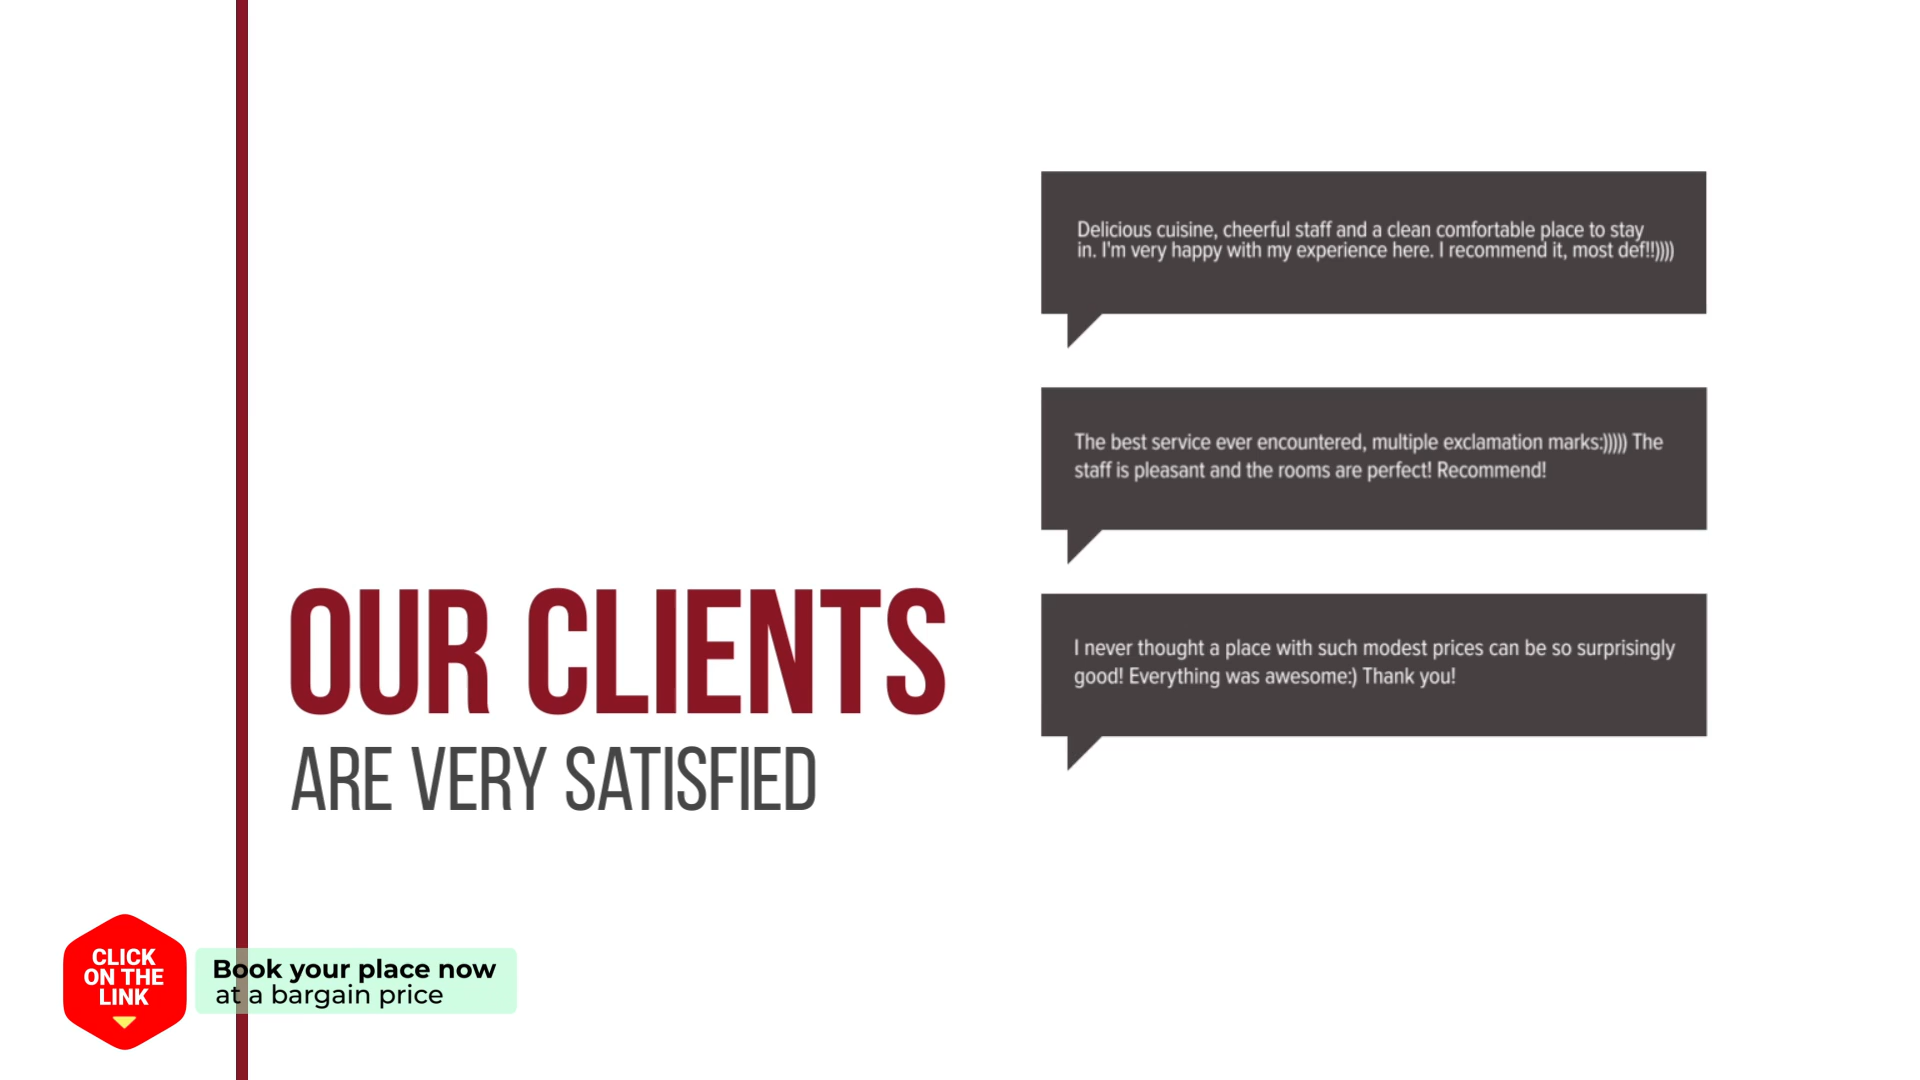 Delicious cuisine, cheerful staff and a clean comfortable place to stay
in. I'm very happy with my experience here. I recommend it, most def!!))))
The best service ever encountered, multiple exclamation marks:))))) The
staff is pleasant and the rooms are perfect! Recommend!
I never thought a place with such modest prices can be so surprisingly
good! Everything was awesome:) Thank you!
OUR CLIENTS
ARE VERY SATISFIED
CLICK
ON THE
LINK
Book your place now
at a bargain price